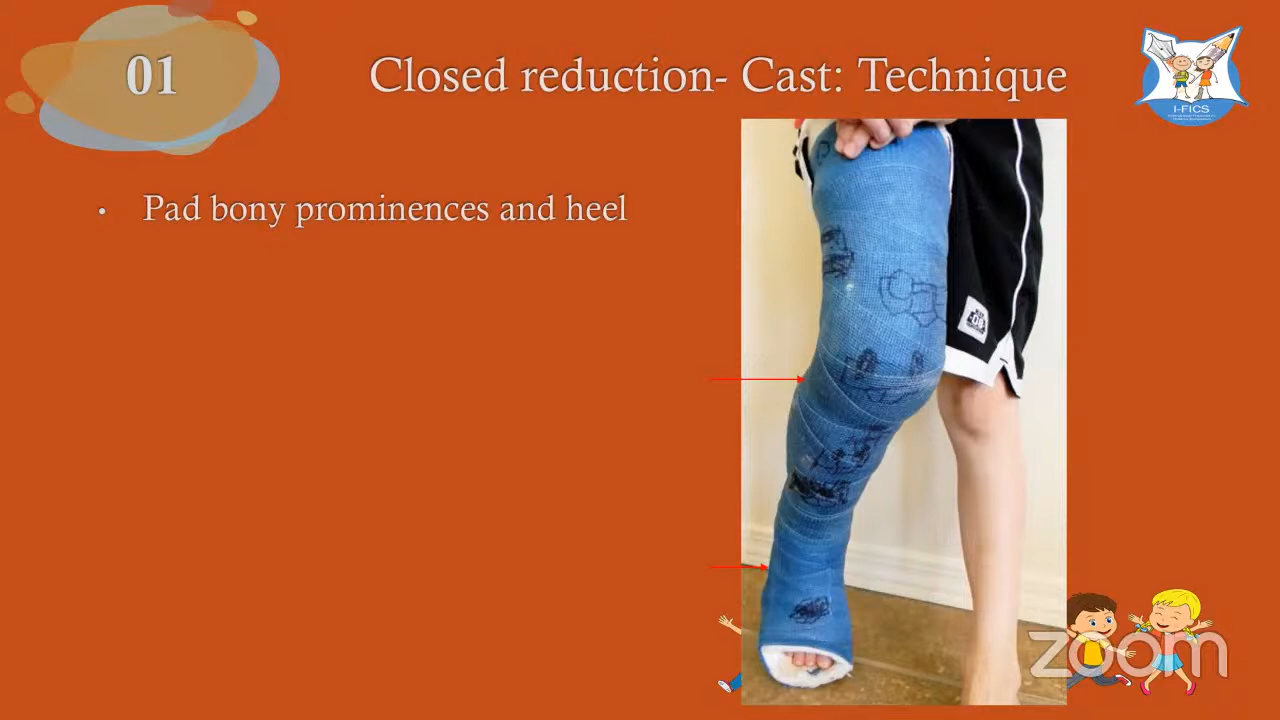 01
Closed reduction- Cast: Technique
I-FICS
• Pad bony prominences and heel
zoom